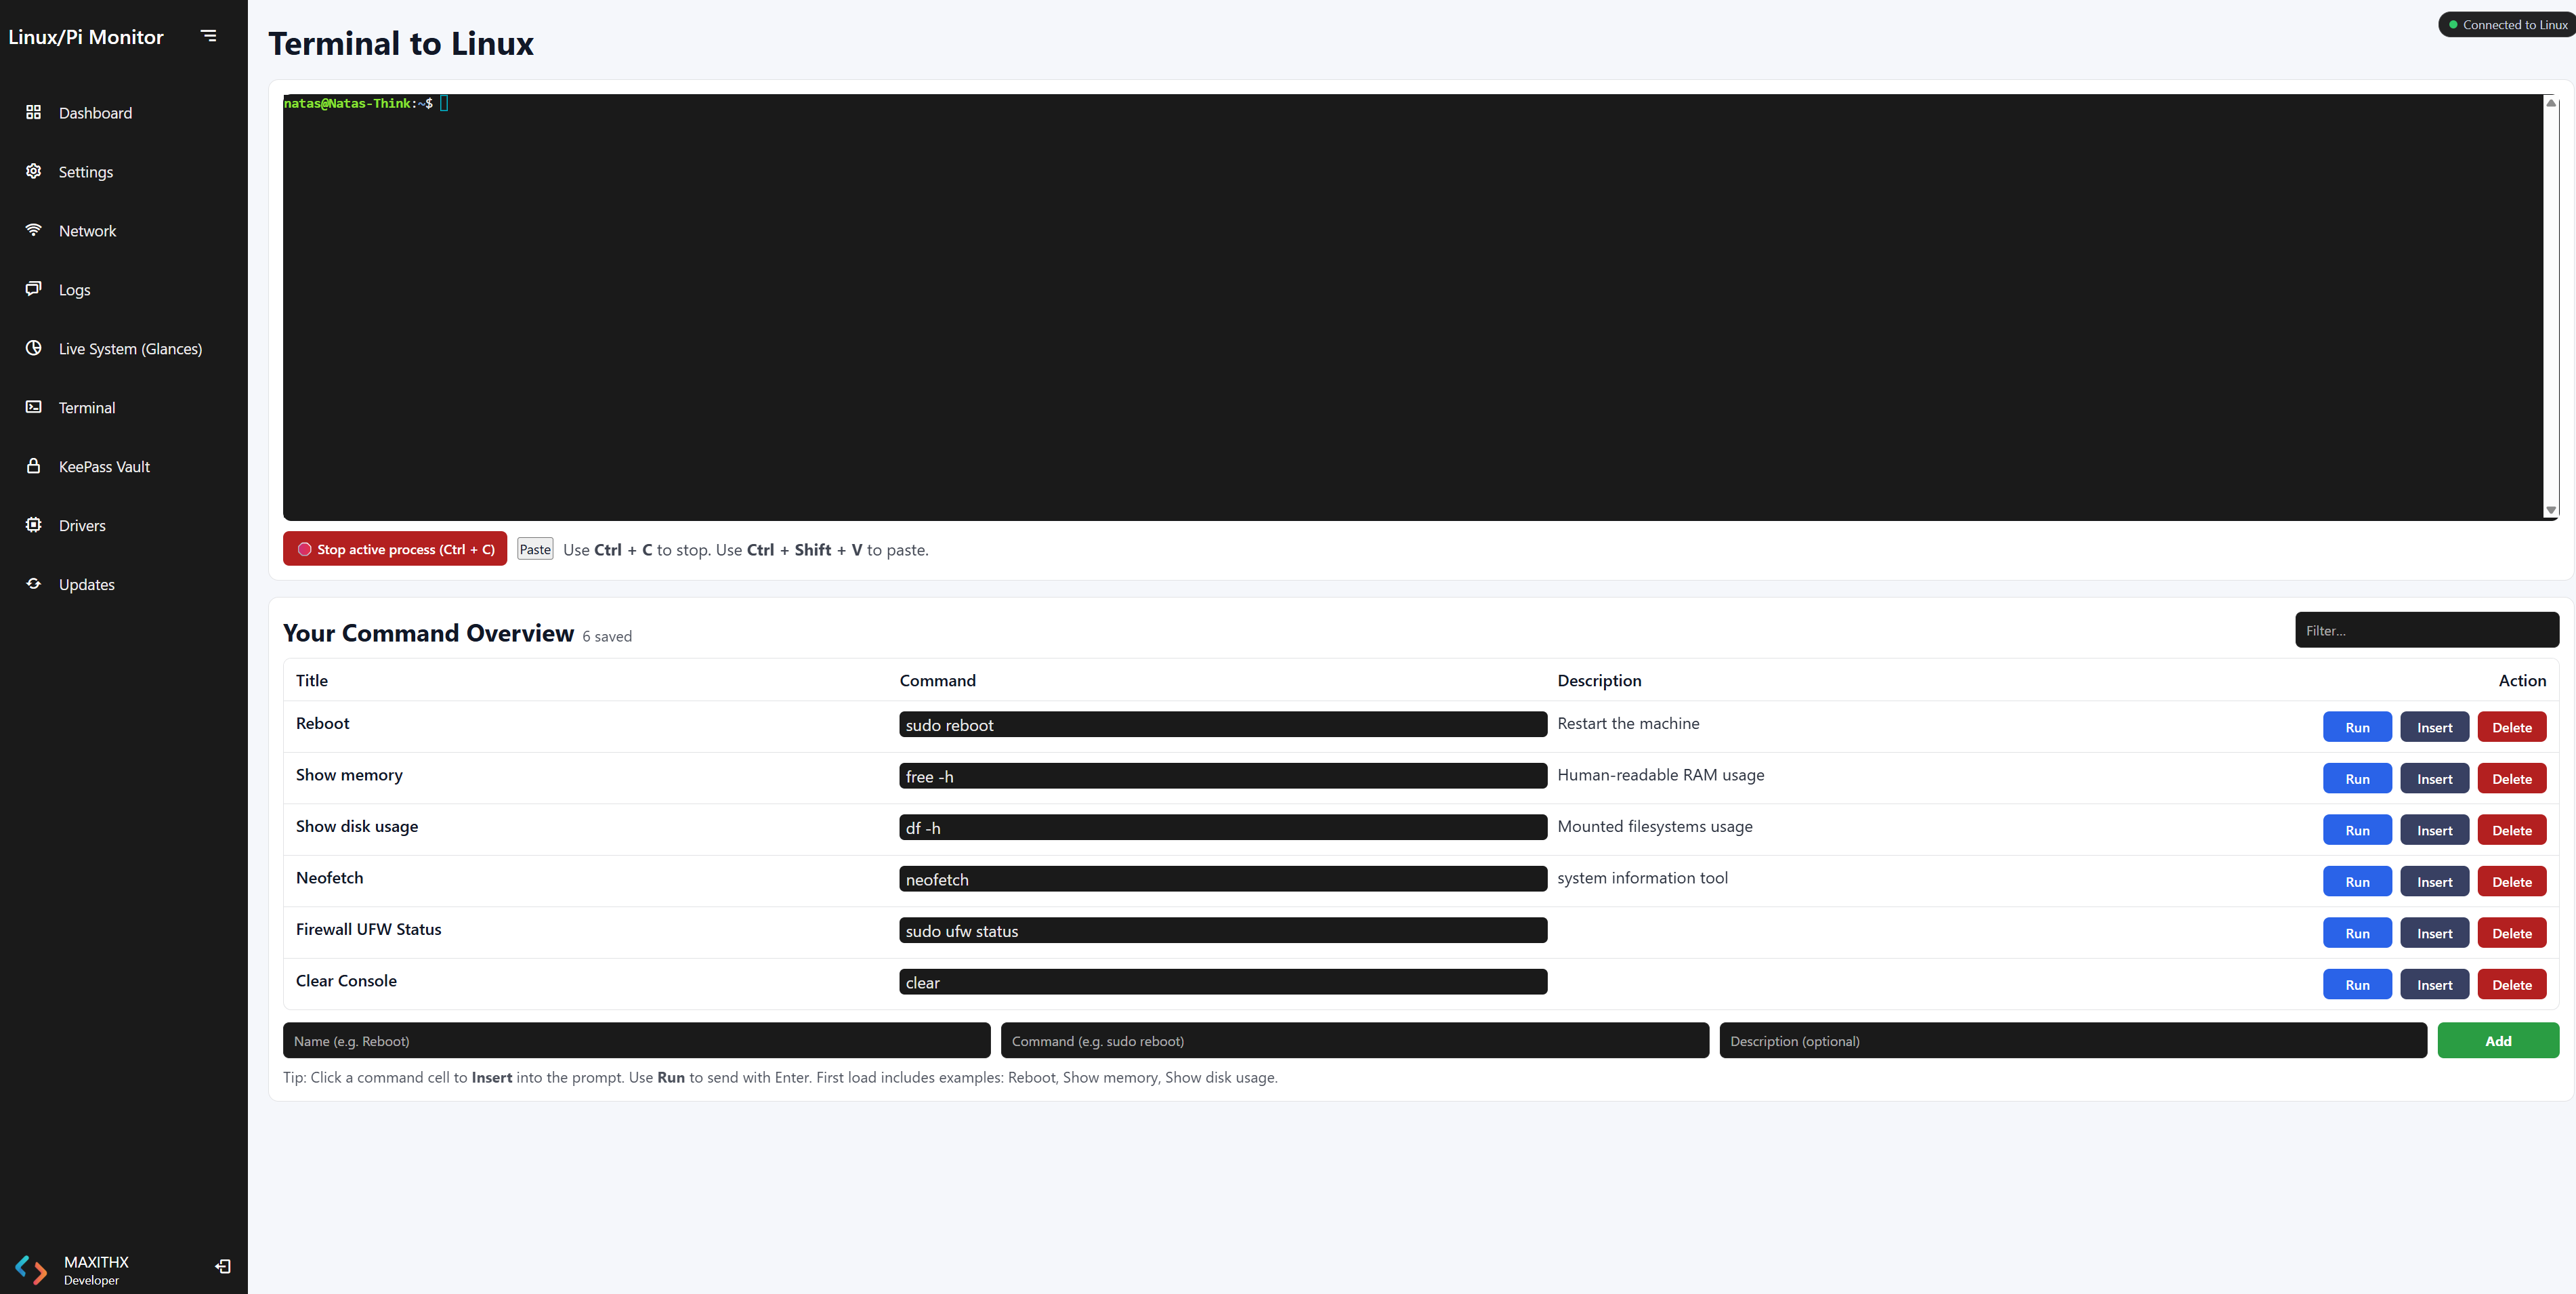 Linux/Pi Monitor
Dashboard
Settings
Network
Logs
Live System (Glances)
Terminal
KeePass Vault
Drivers
Updates
MAXITHX
Developer
Terminal to Linux
Connected to Linux
natas@Natas-Think:~$
Stop active process (Ctrl + C) Paste Use Ctrl + C to stop. Use Ctrl + Shift + V to paste.
Your Command Overview 6 saved Filter...
Title Command Description Action
Reboot sudo reboot Restart the machine Run Insert Delete
Show memory free -h Human-readable RAM usage Run Insert Delete
Show disk usage df -h Mounted filesystems usage Run Insert Delete
Neofetch neofetch system information tool Run Insert Delete
Firewall UFW Status sudo ufw status Run Insert Delete
Clear Console clear Run Insert Delete
Name (e.g. Reboot) Command (e.g. sudo reboot) Description (optional) Add
Tip: Click a command cell to Insert into the prompt. Use Run to send with Enter. First load includes examples: Reboot, Show memory, Show disk usage.